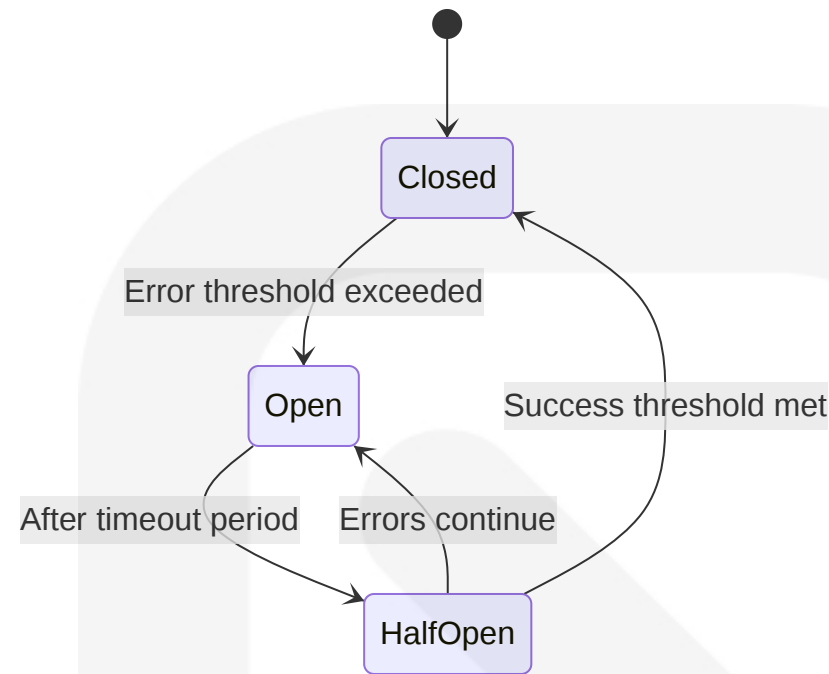 Closed
Error threshold exceeded
Open
Success threshold met
After timeout period
Errors continue
HalfOpen